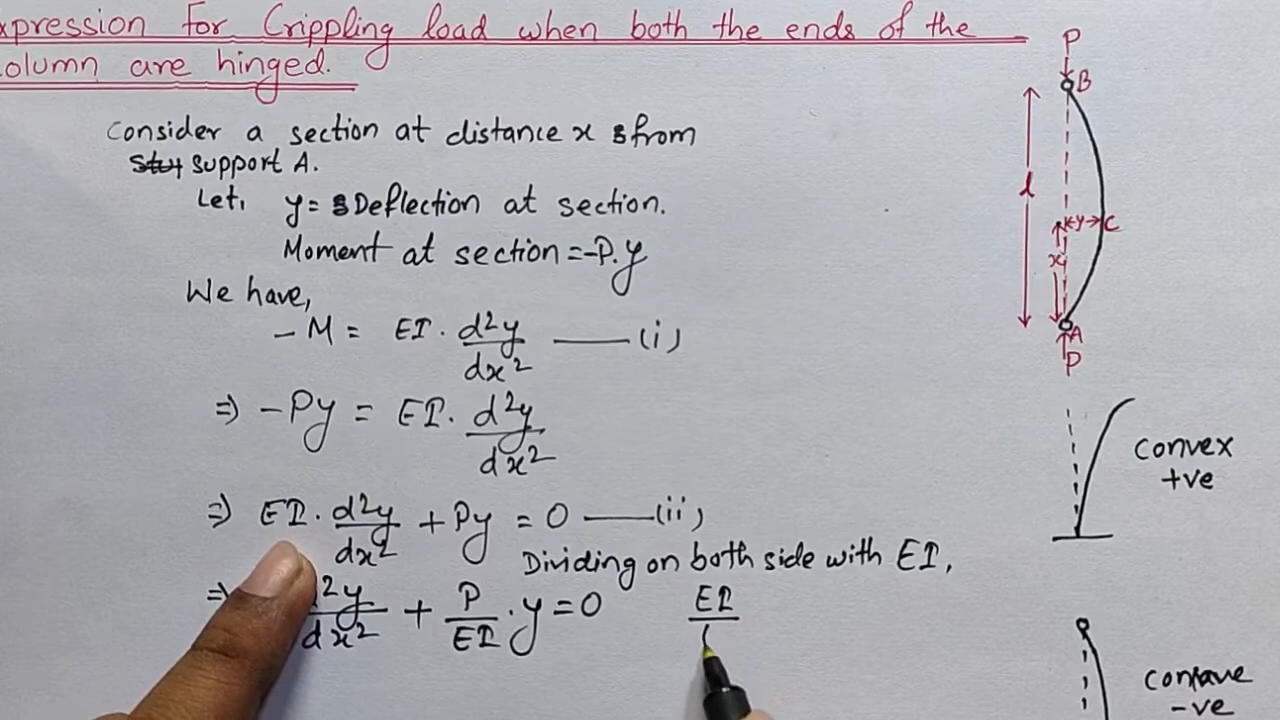 xpression for Crippling load when both the ends of the
olumn are hinged.
Consider a section at distance x from
support A.
Let, y = Deflection at section.
Moment at section = -P.y
We have,
- M = EI . d²y/dx² —— (i)
⇒ - Py = EI . d²y/dx²
⇒ EI . d²y/dx² + Py = 0 —— (ii)
Dividing on both side with EI,
⇒ d²y/dx² + P/EI . y = 0
EI
P
B
l
y
C
x
A
P
convex
+ve
concave
-ve